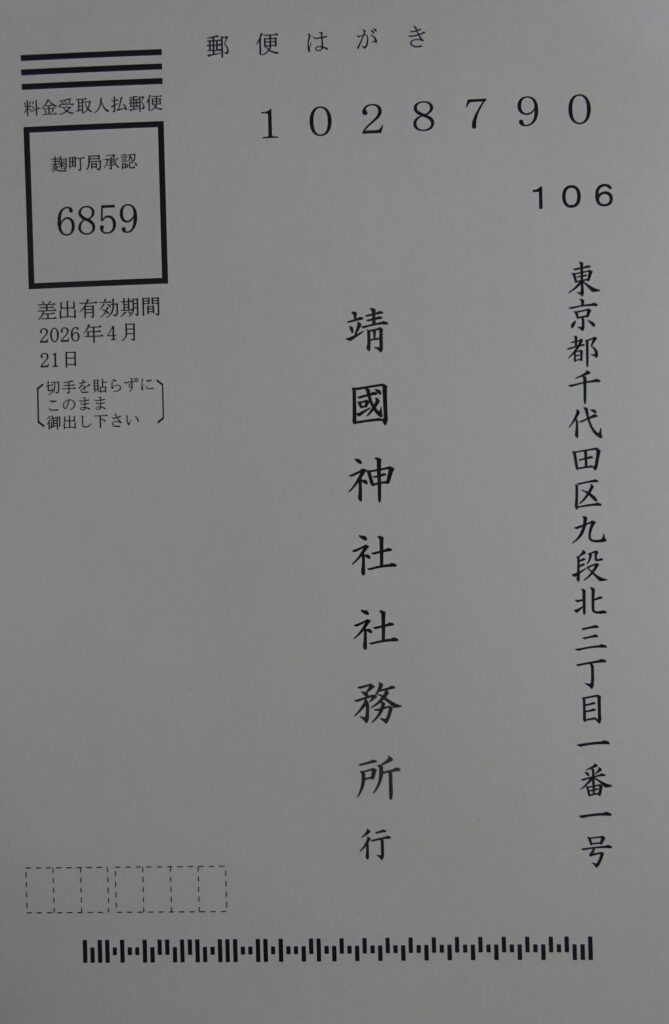 郵便はがき
料金受取人払郵便
麹町局承認
6859
差出有効期間
2026年4月
21日
切手を貼らずに
このまま
御出し下さい
1028790
106
東京都千代田区九段北三丁目一番一号
靖國神社社務所行